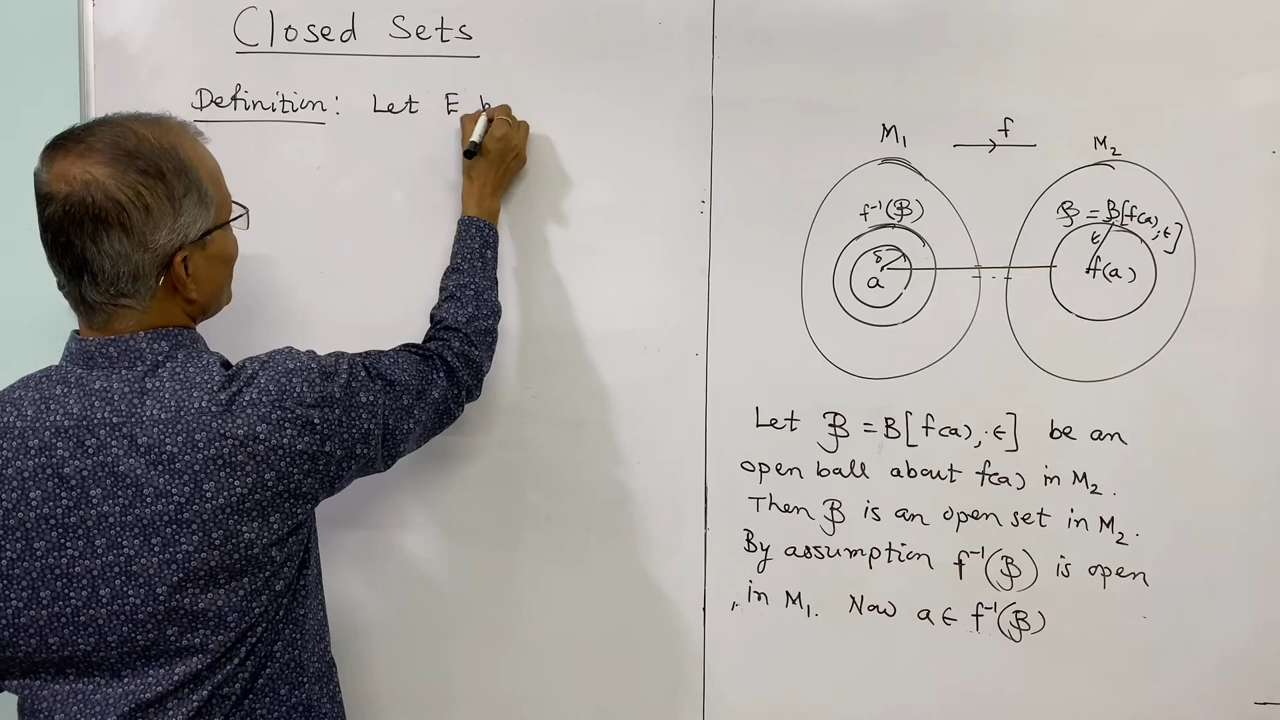 Closed Sets
Definition: Let E b
M₁ f M₂
f⁻¹(𝔅) 𝔅 = B[f(a), ϵ]
δ ϵ
a f(a)
Let 𝔅 = B[f(a), ϵ] be an
open ball about f(a) in M₂.
Then 𝔅 is an open set in M₂.
By assumption f⁻¹(𝔅) is open
in M₁. Now a ∈ f⁻¹(𝔅)